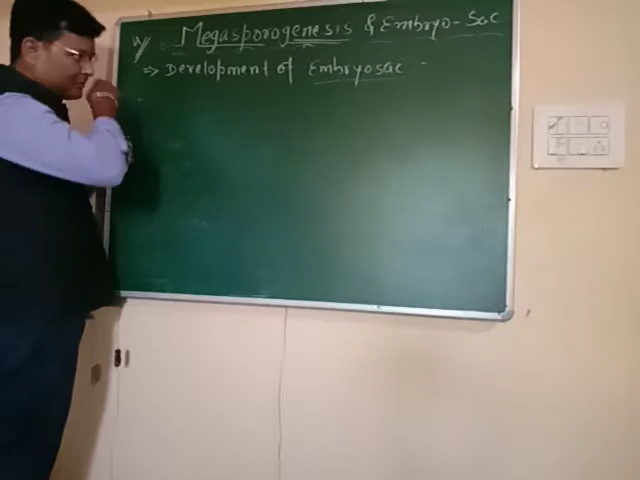 Megasporogenesis & Embryo-Sac
⇒ Development of Embryosac